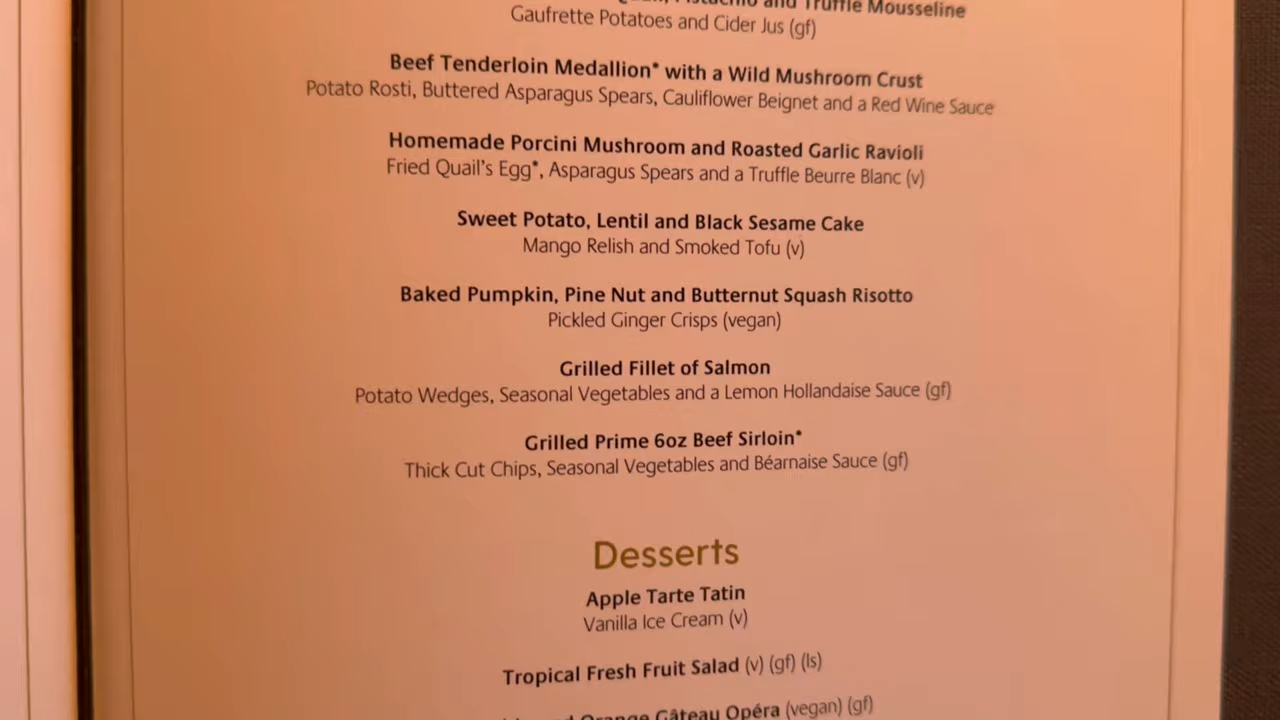 and Truffle Mousseline
Gaufrette Potatoes and Cider Jus (gf)
Beef Tenderloin Medallion* with a Wild Mushroom Crust
Potato Rosti, Buttered Asparagus Spears, Cauliflower Beignet and a Red Wine Sauce
Homemade Porcini Mushroom and Roasted Garlic Ravioli
Fried Quail's Egg*, Asparagus Spears and a Truffle Beurre Blanc (v)
Sweet Potato, Lentil and Black Sesame Cake
Mango Relish and Smoked Tofu (v)
Baked Pumpkin, Pine Nut and Butternut Squash Risotto
Pickled Ginger Crisps (vegan)
Grilled Fillet of Salmon
Potato Wedges, Seasonal Vegetables and a Lemon Hollandaise Sauce (gf)
Grilled Prime 6oz Beef Sirloin*
Thick Cut Chips, Seasonal Vegetables and Béarnaise Sauce (gf)
Desserts
Apple Tarte Tatin
Vanilla Ice Cream (v)
Tropical Fresh Fruit Salad (v) (gf) (ls)
Orange Gâteau Opéra (vegan) (gf)